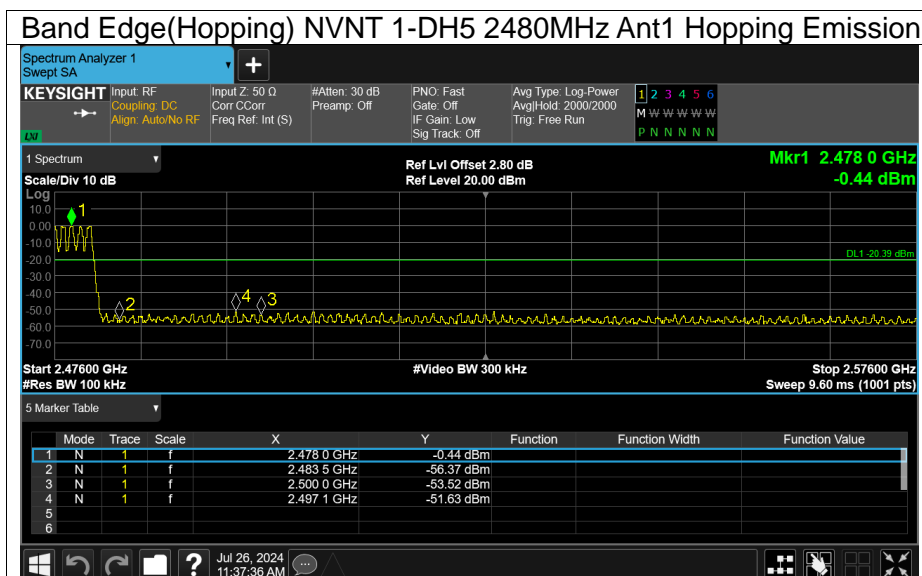 Band Edge(Hopping) NVNT 1-DH5 2480MHz Ant1 Hopping Emission
Spectrum Analyzer 1
Swept SA
+
KEYSIGHT Input: RF Input Z: 50 Ω #Atten: 30 dB PNO: Fast Avg Type: Log-Power 1 2 3 4 5 6
Coupling: DC Corr CCorr Preamp: Off Gate: Off Avg|Hold: 2000/2000 M W W W W W
Align: Auto/No RF Freq Ref: Int (S) IF Gain: Low Trig: Free Run
LXI Sig Track: Off P N N N N N
1 Spectrum Ref Lvl Offset 2.80 dB Mkr1 2.478 0 GHz
Scale/Div 10 dB Ref Level 20.00 dBm -0.44 dBm
Log
10.0 1
0.00
-10.0
-20.0 DL1 -20.39 dBm
-30.0
-40.0 4 3
-50.0 2
-60.0
-70.0
Start 2.47600 GHz #Video BW 300 kHz Stop 2.57600 GHz
#Res BW 100 kHz Sweep 9.60 ms (1001 pts)
5 Marker Table
Mode Trace Scale X Y Function Function Width Function Value
1 N 1 f 2.478 0 GHz -0.44 dBm
2 N 1 f 2.483 5 GHz -56.37 dBm
3 N 1 f 2.500 0 GHz -53.52 dBm
4 N 1 f 2.497 1 GHz -51.63 dBm
5
6
? Jul 26, 2024
11:37:36 AM